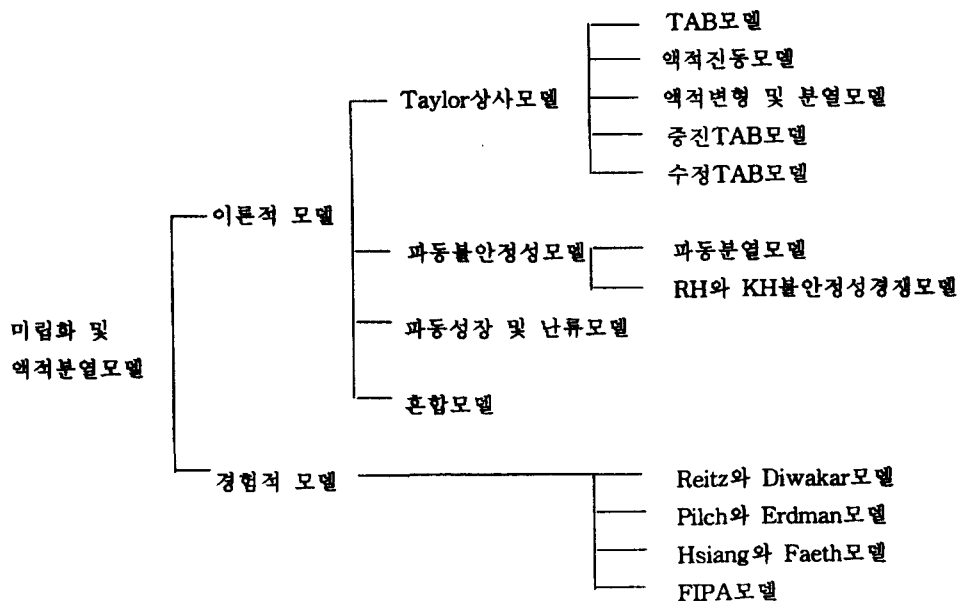 TAB모델
액적진동모델
Taylor상사모델
액적변형 및 분열모델
증진TAB모델
수정TAB모델
이론적 모델
파동불안정성모델
파동분열모델
RH와 KH불안정성경쟁모델
미립화 및
액적분열모델
파동성장 및 난류모델
혼합모델
경험적 모델
Reitz와 Diwakar모델
Pilch와 Erdman모델
Hsiang와 Faeth모델
FIPA모델